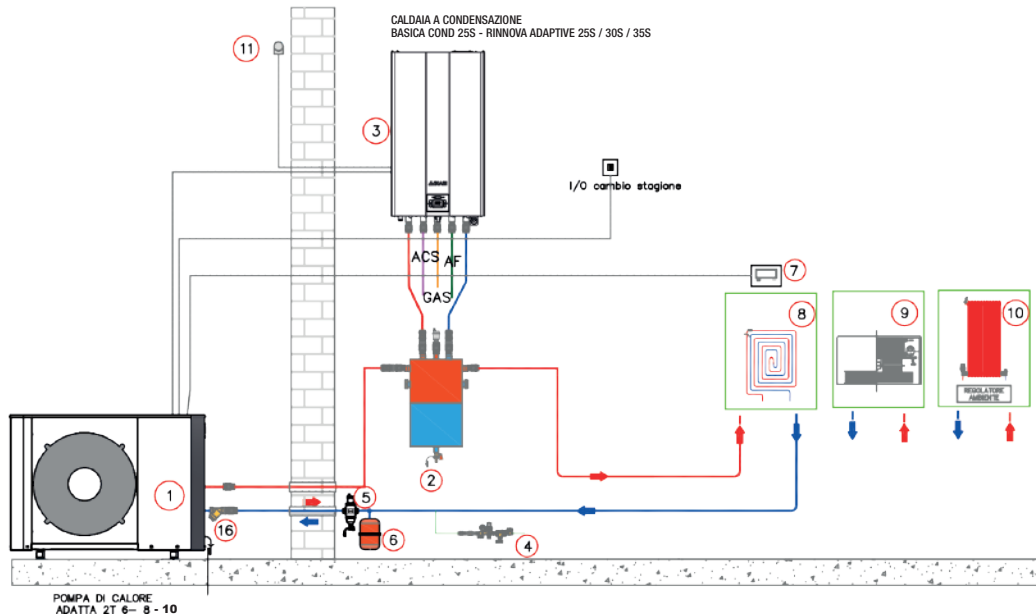 CALDAIA A CONDENSAZIONE
BASICA COND 25S - RINNOVA ADAPTIVE 25S / 30S / 35S
11
3
I/O cambio stagione
ACS
AF
GAS
7
8
9
10
REGOLATORE
AMBIENTE
1
2
5
16
6
4
POMPA DI CALORE
ADATTA 2T 6- 8 - 10